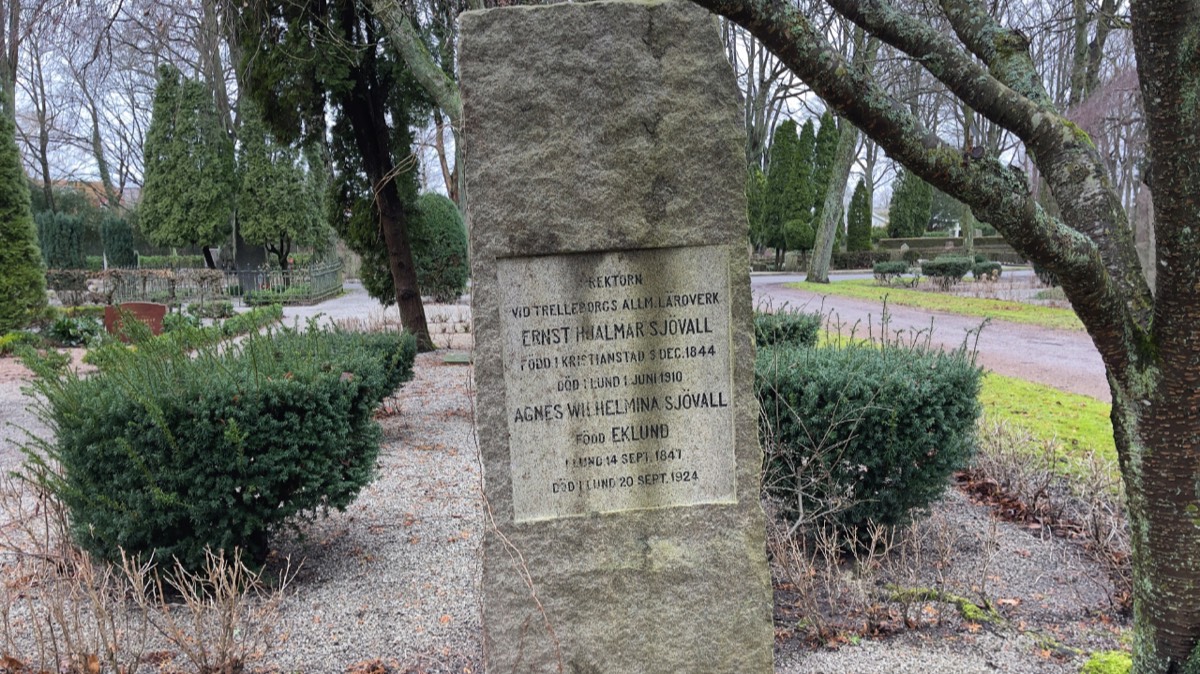 REKTORN
VID TRELLEBORGS ALLM. LÄROVERK
ERNST HJALMAR SJÖVALL
FÖDD I KRISTIANSTAD 3 DEC. 1844
DÖD I LUND 1 JUNI 1910
AGNES WILHELMINA SJÖVALL
FÖDD EKLUND
I LUND 14 SEPT. 1847
DÖD I LUND 20 SEPT. 1924